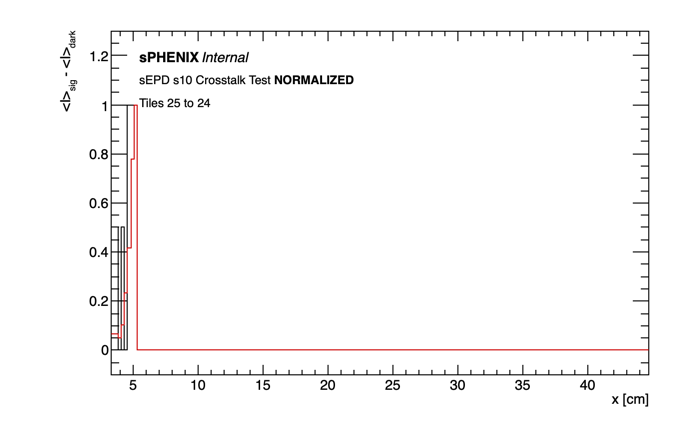 <I>sig - <I>dark
1.2
sPHENIX Internal
sEPD s10 Crosstalk Test NORMALIZED
1
Tiles 25 to 24
0.8
0.6
0.4
0.2
0
5 10 15 20 25 30 35 40
x [cm]